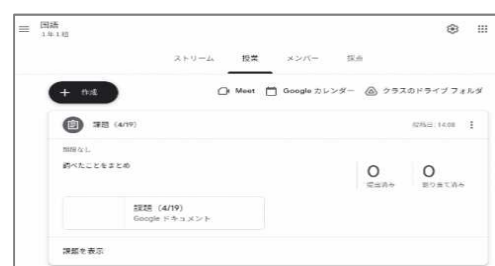 国語
1年1組
ストリーム 授業 メンバー 採点
+ 作成
Meet Google カレンダー クラスのドライブ フォルダ
課題 (4/19)
投稿日: 14:08
期限なし
調べたことをまとめ
0 0
提出済み 割り当て済み
課題 (4/19)
Google ドキュメント
課題を表示